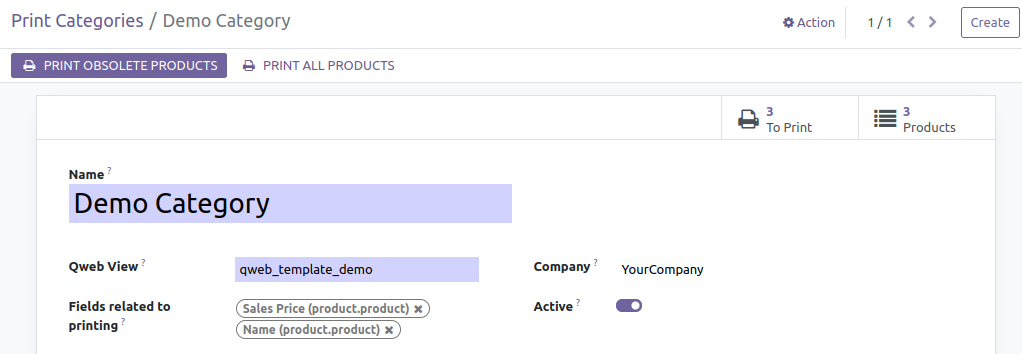 Print Categories / Demo Category
Action
1 / 1
Create
PRINT OBSOLETE PRODUCTS
PRINT ALL PRODUCTS
3
To Print
3
Products
Name ?
Demo Category
Qweb View ?
qweb_template_demo
Company ?
YourCompany
Fields related to
printing ?
Sales Price (product.product) ✖
Name (product.product) ✖
Active ?